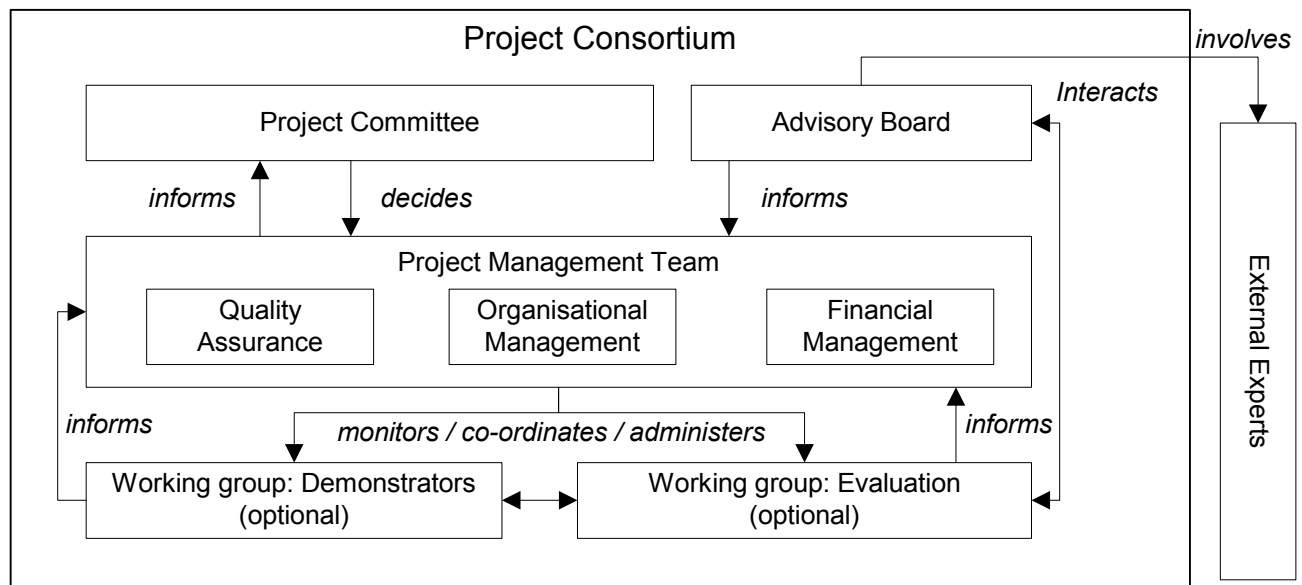 Project Consortium
involves
Project Committee
Advisory Board
Interacts
informs
decides
informs
Project Management Team
Quality
Assurance
Organisational
Management
Financial
Management
External Experts
informs
monitors / co-ordinates / administers
informs
Working group: Demonstrators
(optional)
Working group: Evaluation
(optional)